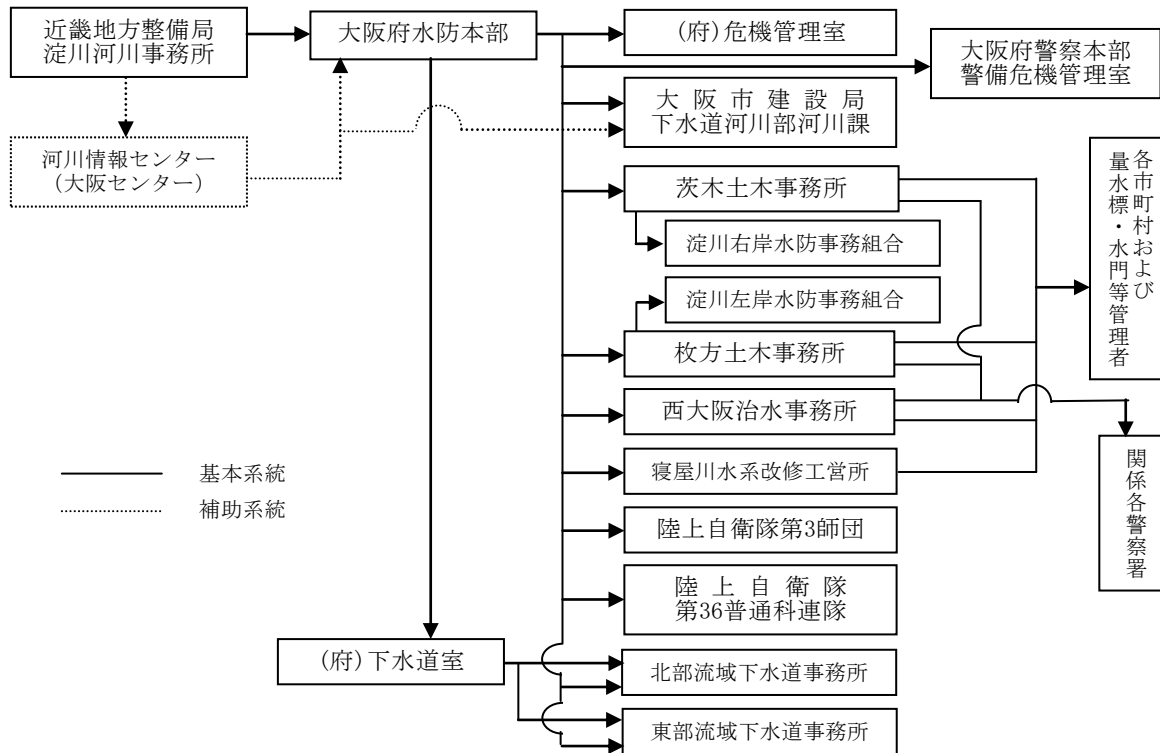 近畿地方整備局
淀川河川事務所
大阪府水防本部
(府)危機管理室
大阪府警察本部
警備危機管理室
大 阪 市 建 設 局
下水道河川部河川課
河川情報センター
(大阪センター)
各市町村および
量水標・水門等管理者
茨木土木事務所
淀川右岸水防事務組合
淀川左岸水防事務組合
枚方土木事務所
西大阪治水事務所
寝屋川水系改修工営所
関係各警察署
基本系統
補助系統
陸上自衛隊第3師団
陸 上 自 衛 隊
第36普通科連隊
(府)下水道室
北部流域下水道事務所
東部流域下水道事務所